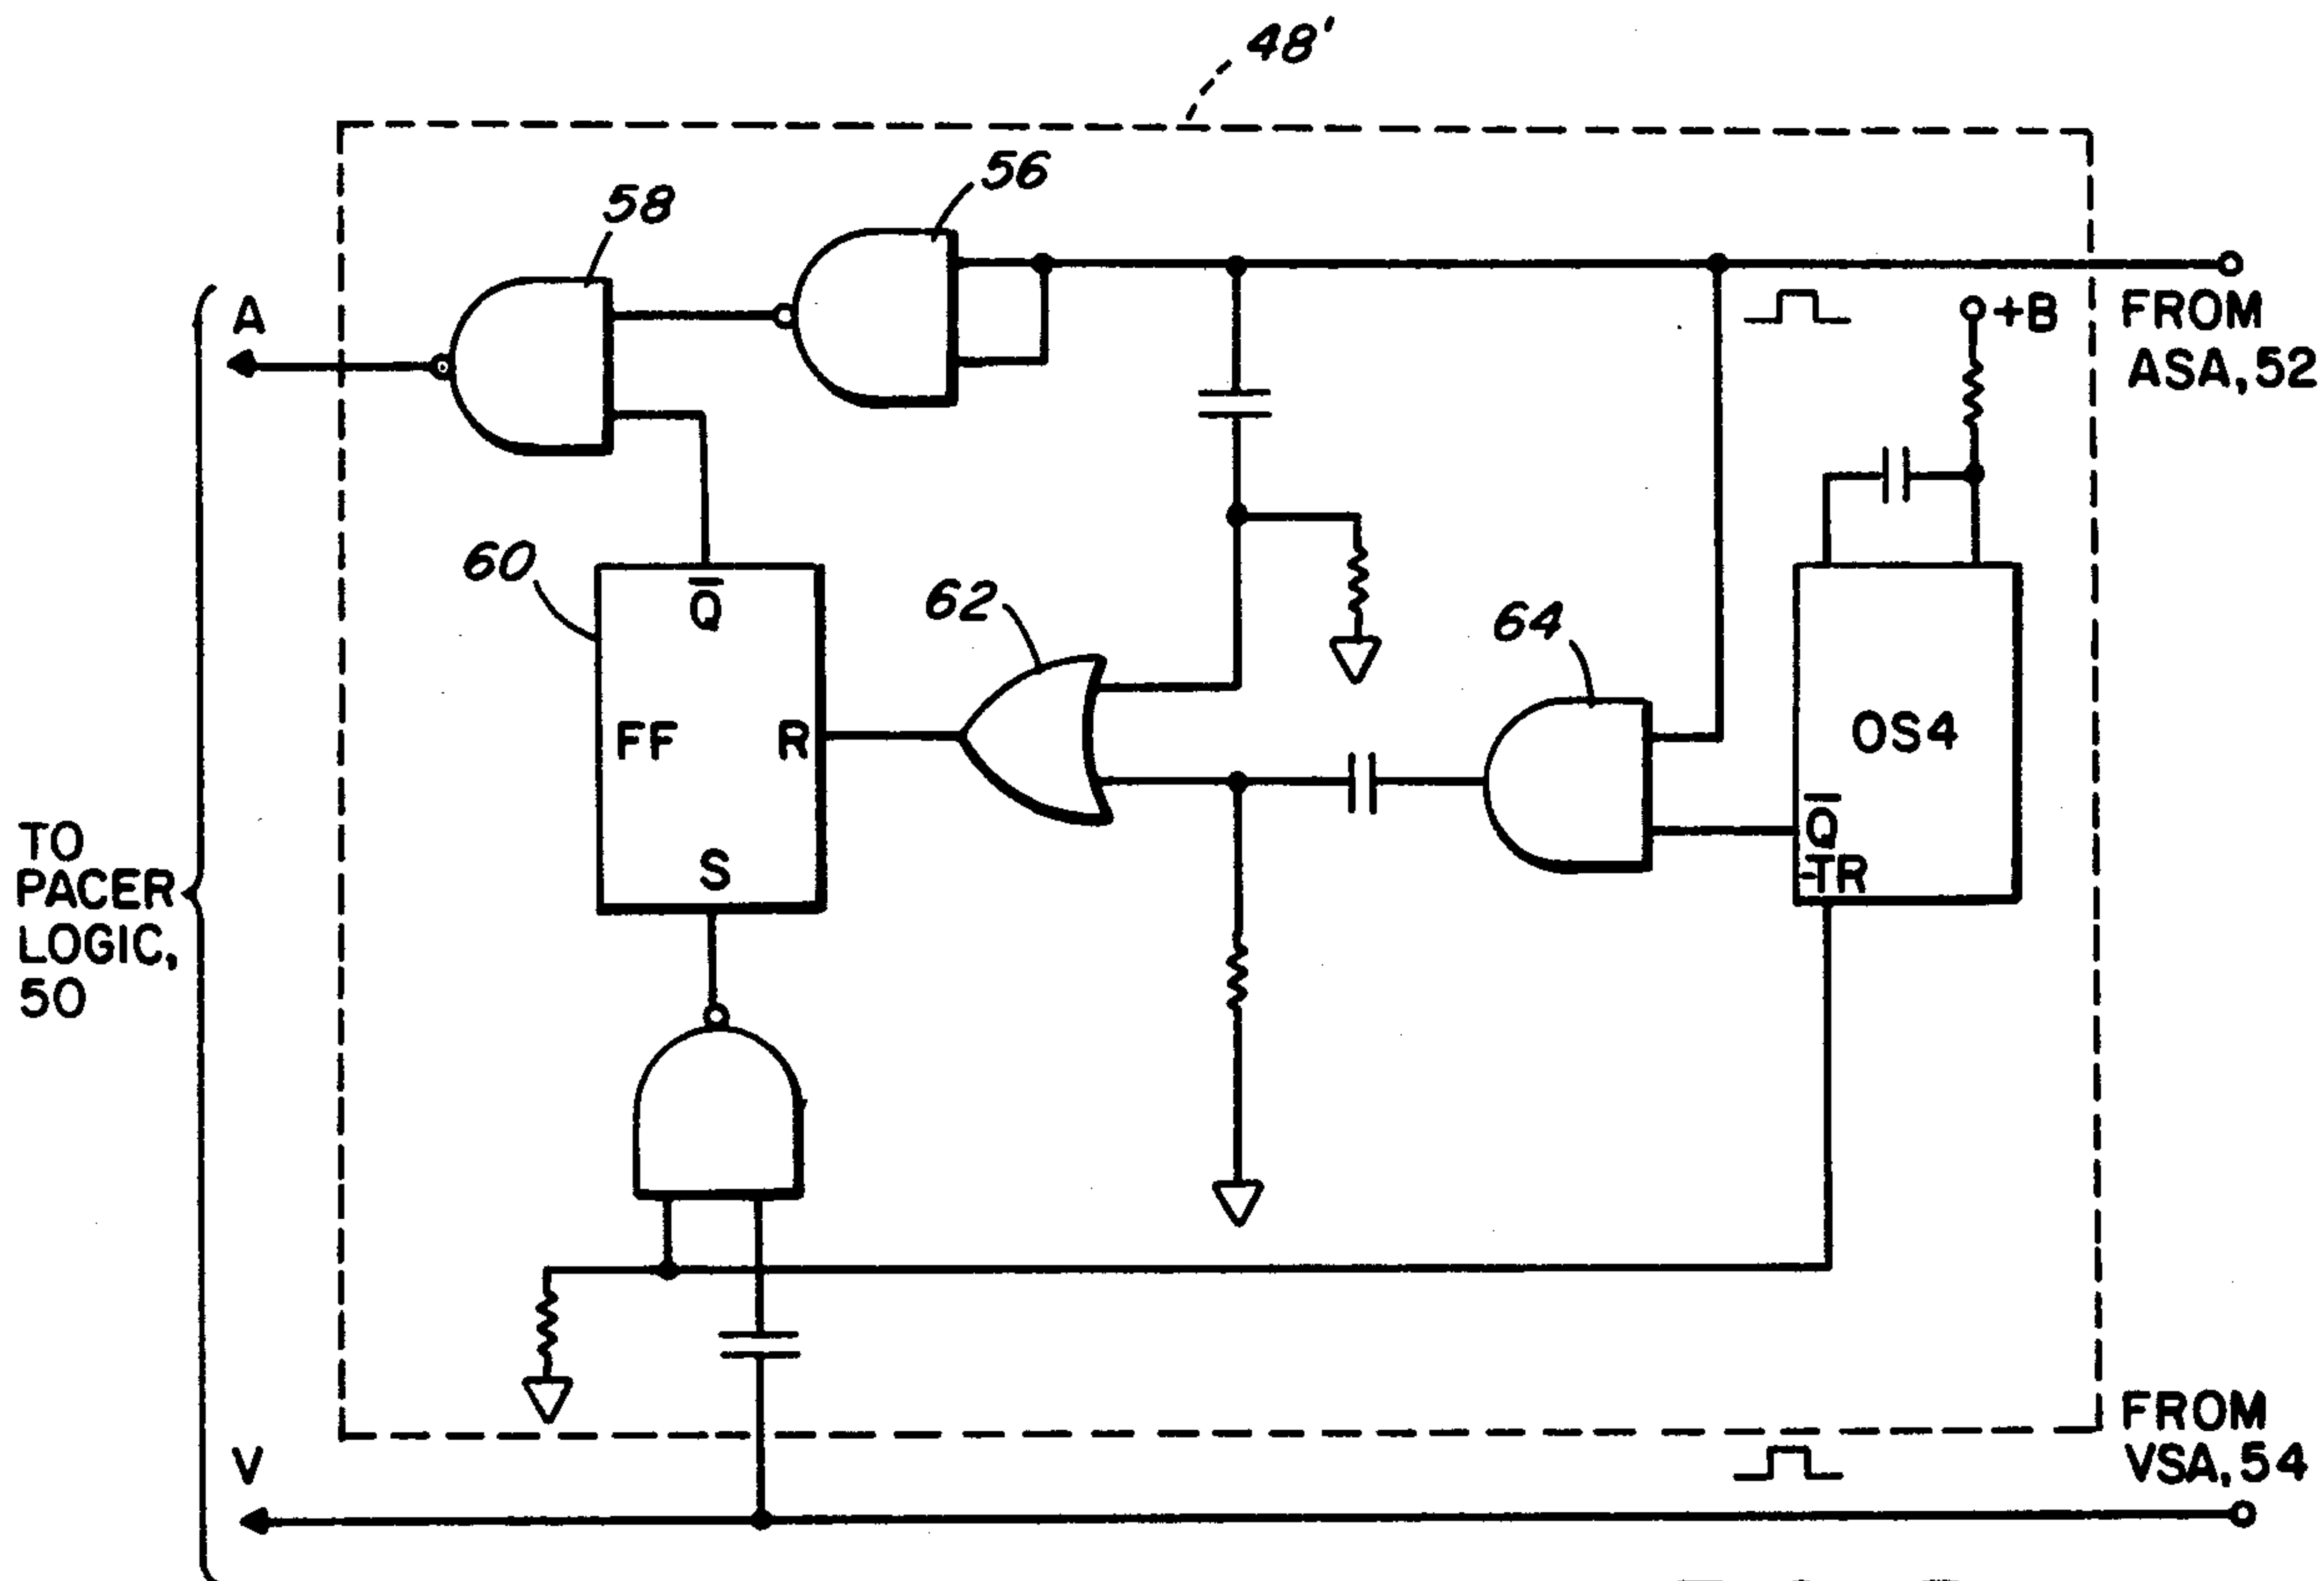 48'
56
58
A
+B
FROM
ASA, 52
60
Q̅
62
64
FF
R
OS4
S
Q̅
-TR
TO
PACER
LOGIC,
50
V
FROM
VSA, 54